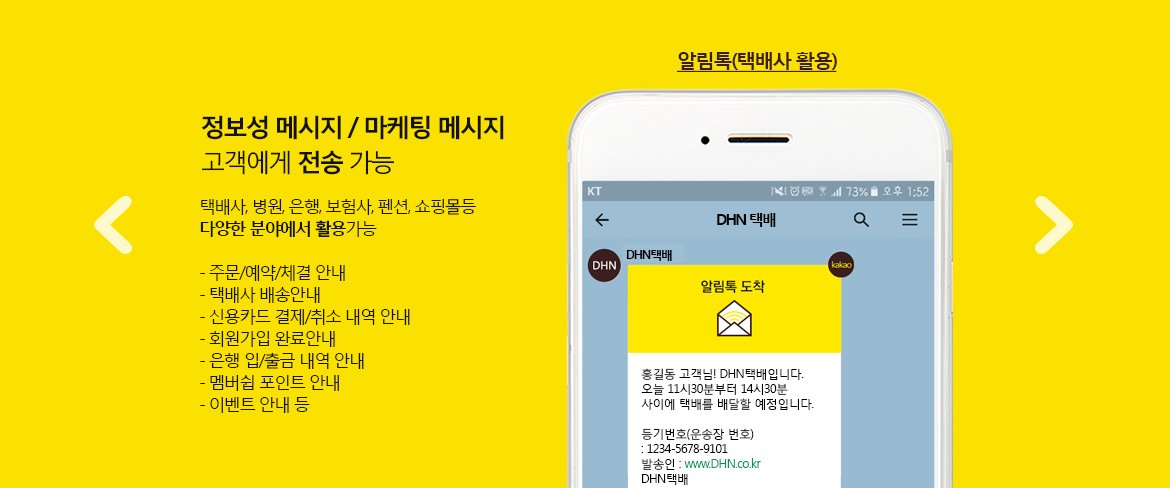 정보성 메시지 / 마케팅 메시지
고객에게 전송 가능
택배사, 병원, 은행, 보험사, 펜션, 쇼핑몰등
다양한 분야에서 활용가능
- 주문/예약/체결 안내
- 택배사 배송안내
- 신용카드 결제/취소 내역 안내
- 회원가입 완료안내
- 은행 입/출금 내역 안내
- 멤버쉽 포인트 안내
- 이벤트 안내 등
알림톡(택배사 활용)
KT 73% 오후 1:52
DHN 택배
DHN DHN택배
kakao
알림톡 도착
홍길동 고객님! DHN택배입니다.
오늘 11시30분부터 14시30분
사이에 택배를 배달할 예정입니다.
등기번호(운송장 번호)
: 1234-5678-9101
발송인 : www.DHN.co.kr
DHN택배